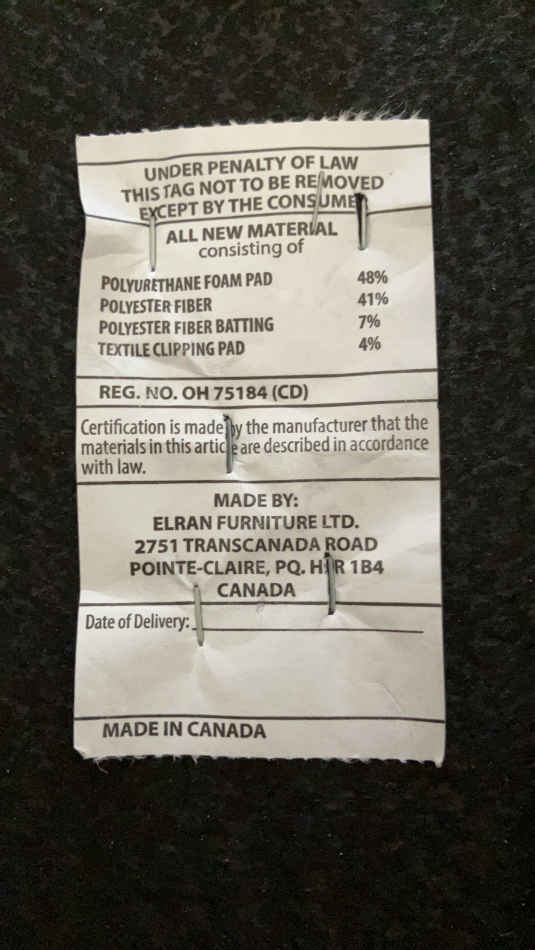 UNDER PENALTY OF LAW
THIS TAG NOT TO BE REMOVED
EXCEPT BY THE CONSUMER
ALL NEW MATERIAL
consisting of
POLYURETHANE FOAM PAD 48%
POLYESTER FIBER 41%
POLYESTER FIBER BATTING 7%
TEXTILE CLIPPING PAD 4%
REG. NO. OH 75184 (CD)
Certification is made by the manufacturer that the
materials in this article are described in accordance
with law.
MADE BY:
ELRAN FURNITURE LTD.
2751 TRANSCANADA ROAD
POINTE-CLAIRE, PQ. 1B4
CANADA
Date of Delivery:
MADE IN CANADA